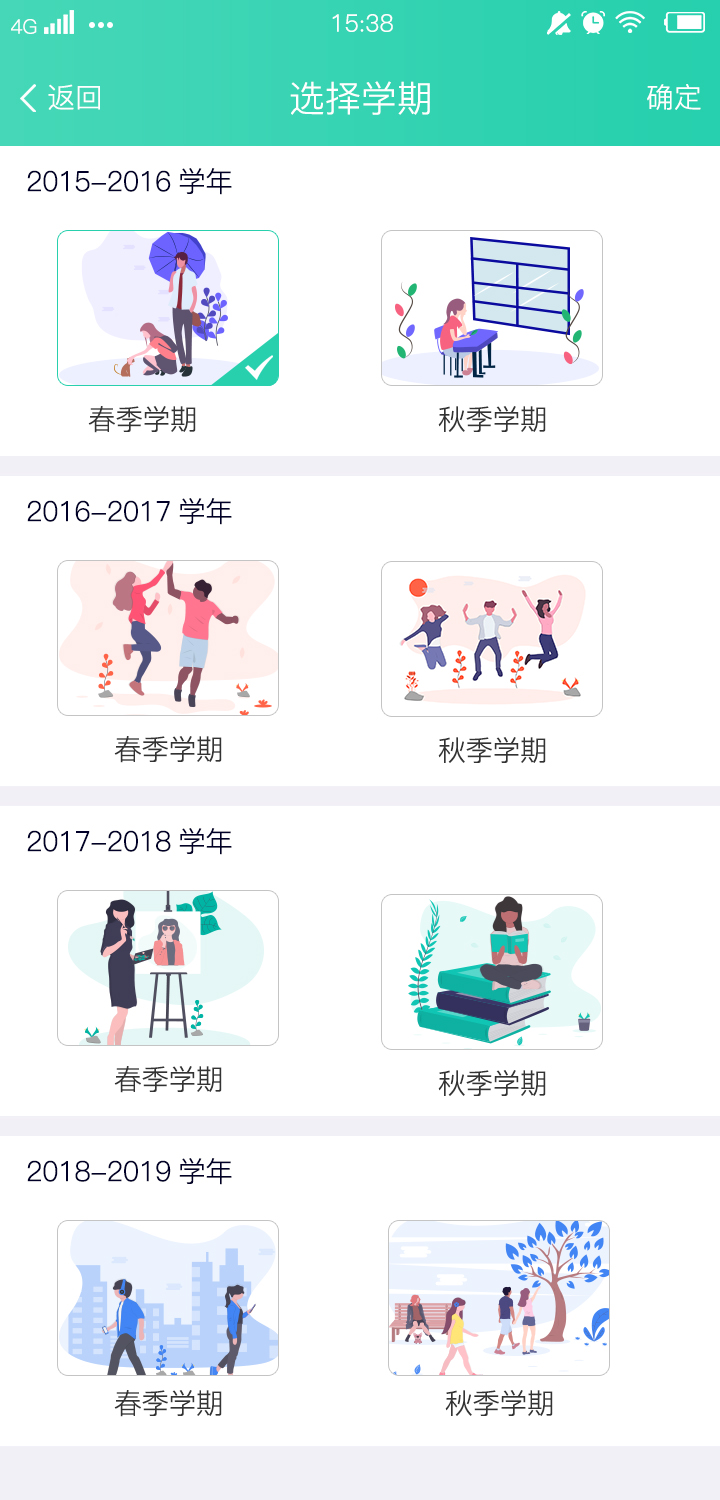 4G 15:38
返回 选择学期 确定
2015-2016 学年
春季学期 秋季学期
2016-2017 学年
春季学期 秋季学期
2017-2018 学年
春季学期 秋季学期
2018-2019 学年
春季学期 秋季学期